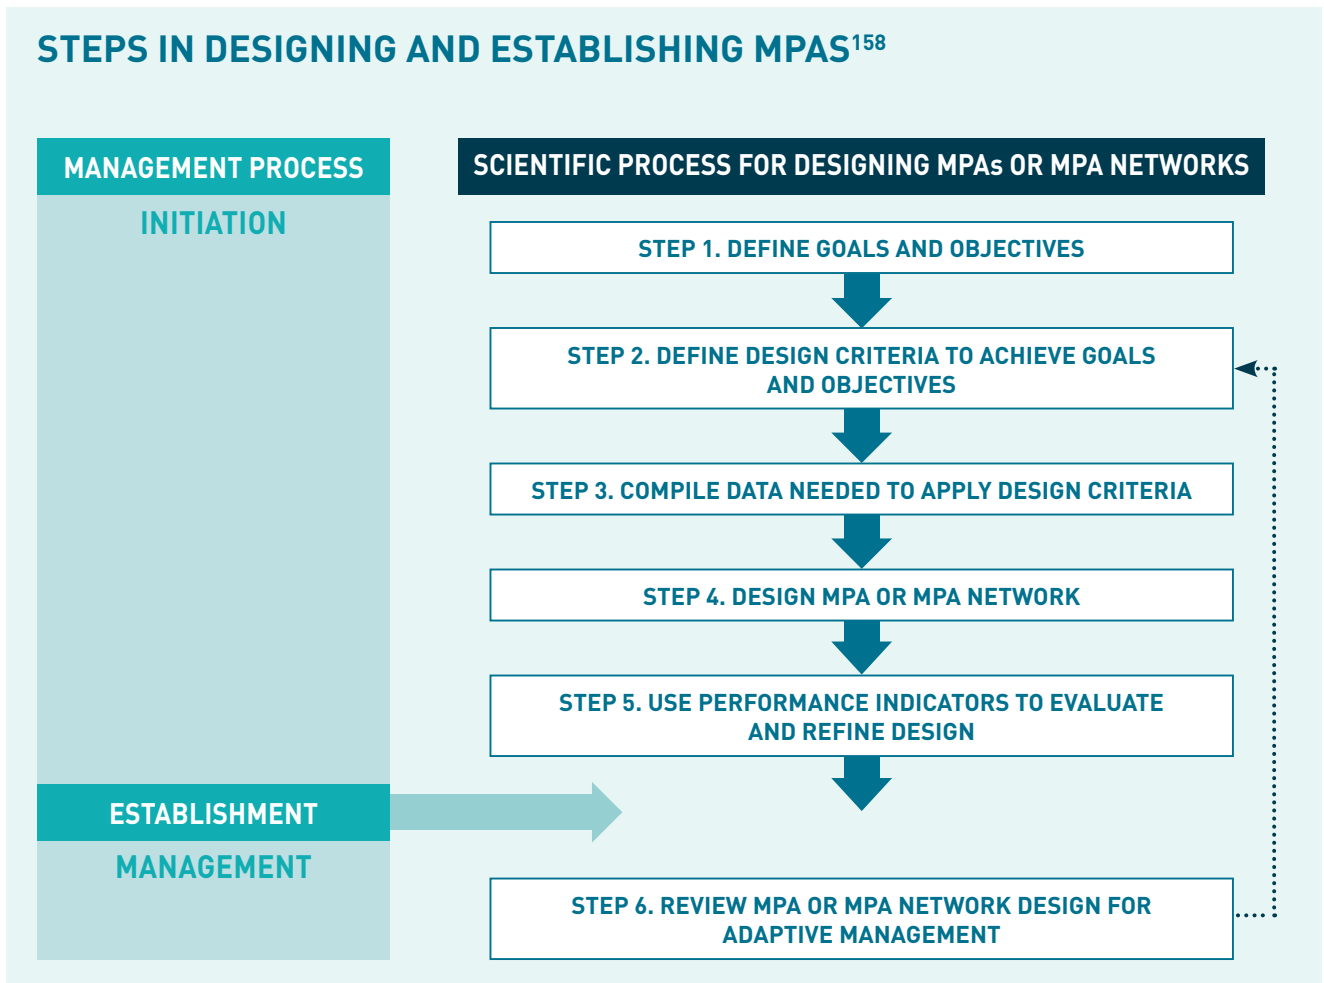 STEPS IN DESIGNING AND ESTABLISHING MPAS158
MANAGEMENT PROCESS
INITIATION
ESTABLISHMENT
MANAGEMENT
SCIENTIFIC PROCESS FOR DESIGNING MPAs OR MPA NETWORKS
STEP 1. DEFINE GOALS AND OBJECTIVES
STEP 2. DEFINE DESIGN CRITERIA TO ACHIEVE GOALS
AND OBJECTIVES
STEP 3. COMPILE DATA NEEDED TO APPLY DESIGN CRITERIA
STEP 4. DESIGN MPA OR MPA NETWORK
STEP 5. USE PERFORMANCE INDICATORS TO EVALUATE
AND REFINE DESIGN
STEP 6. REVIEW MPA OR MPA NETWORK DESIGN FOR
ADAPTIVE MANAGEMENT